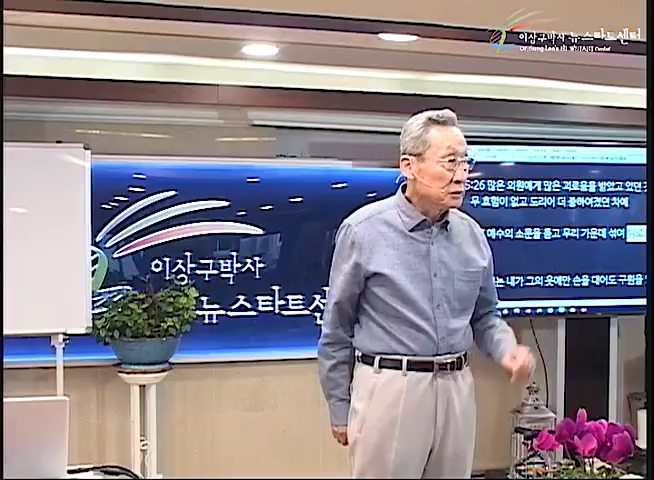 이상구박사 뉴스타트센터
Dr. Sang Lee's NEWSTART Center
5:26 많은 의원에게 많은 괴로움을 받았고 있던
무 효험이 없고 도리어 더 중하여졌던 차에
예수의 소문을 듣고 무리 가운데 섞여
내가 그의 옷에만 손을 대어도 구원을
이상구박사
뉴스타트센